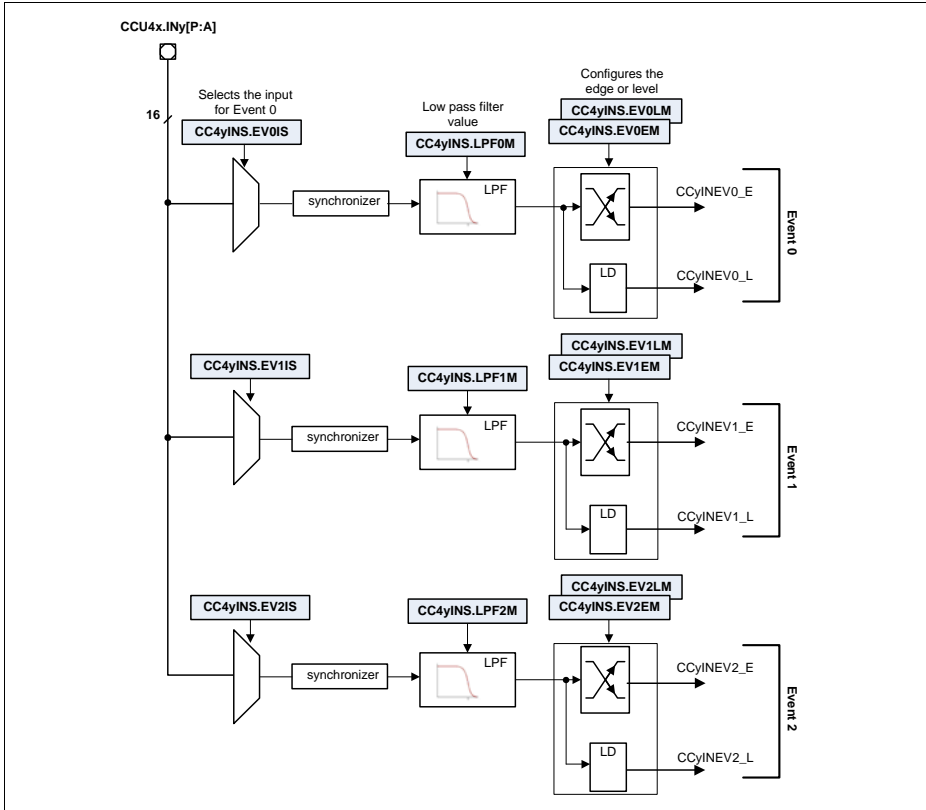 CCU4x.INy[P:A]
16
Selects the input
for Event 0
CC4yINS.EV0IS
synchronizer
Low pass filter
value
CC4yINS.LPF0M
LPF
Configures the
edge or level
CC4yINS.EV0LM
CC4yINS.EV0EM
LD
CCyINEV0_E
CCyINEV0_L
Event 0
CC4yINS.EV1IS
synchronizer
CC4yINS.LPF1M
LPF
CC4yINS.EV1LM
CC4yINS.EV1EM
LD
CCyINEV1_E
CCyINEV1_L
Event 1
CC4yINS.EV2IS
synchronizer
CC4yINS.LPF2M
LPF
CC4yINS.EV2LM
CC4yINS.EV2EM
LD
CCyINEV2_E
CCyINEV2_L
Event 2